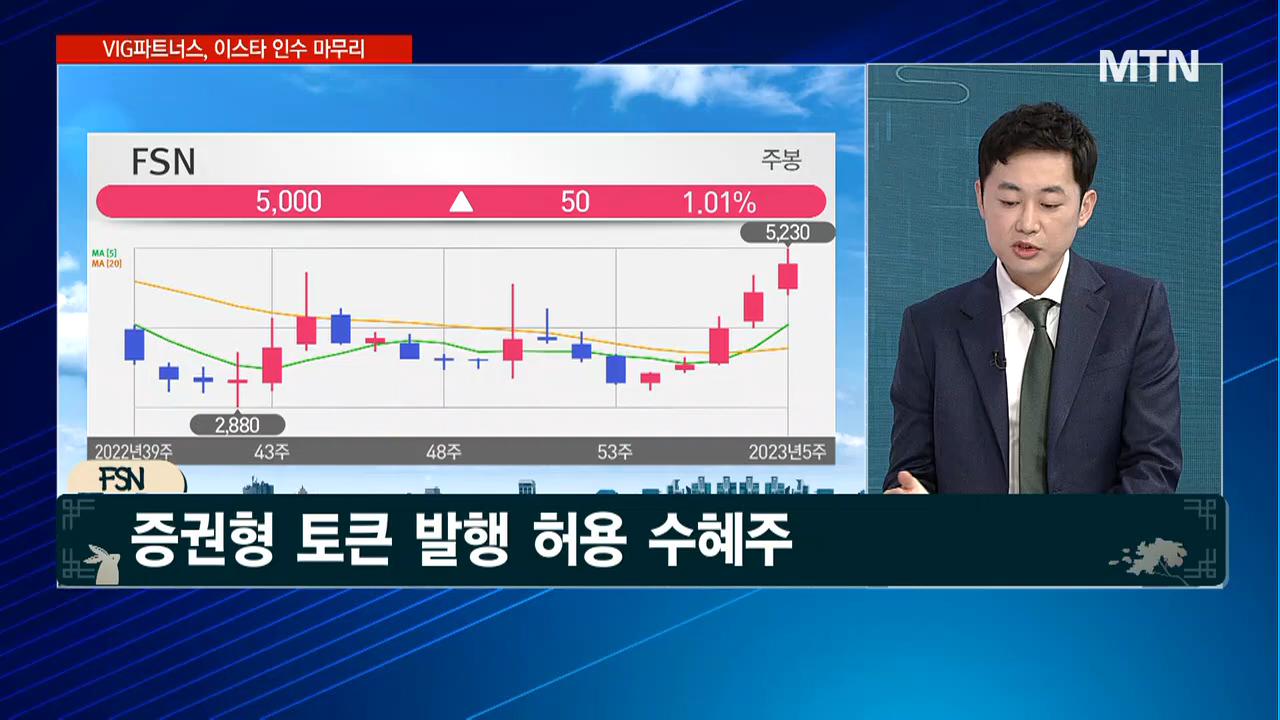 VIG파트너스, 이스타 인수 마무리
MTN
FSN
주봉
5,000 ▲ 50 1.01%
5,230
MA [5]
MA [20]
2,880
2022년39주 43주 48주 53주 2023년5주
FSN
증권형 토큰 발행 허용 수혜주